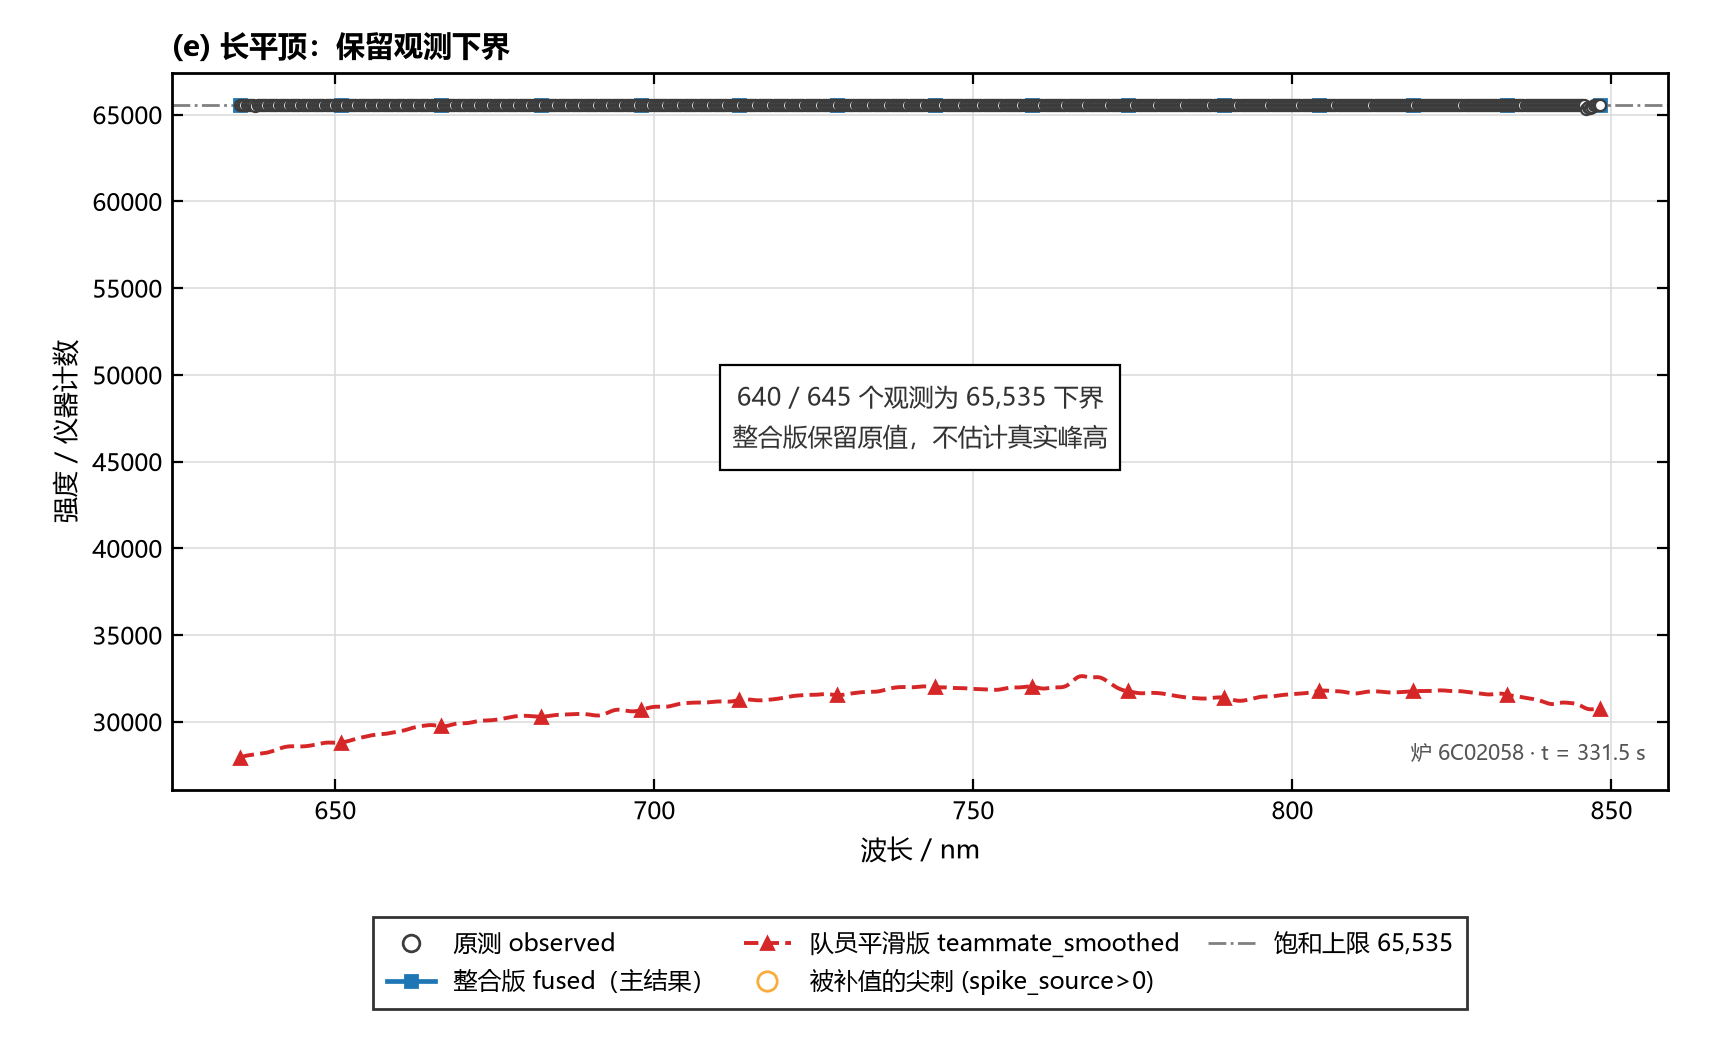 (e) 长平顶：保留观测下界
65000
60000
55000
50000
45000
40000
35000
30000
强度 / 仪器计数
640 / 645 个观测为 65,535 下界
整合版保留原值，不估计真实峰高
炉 6C02058 · t = 331.5 s
650
700
750
800
850
波长 / nm
原测 observed
整合版 fused（主结果）
队员平滑版 teammate_smoothed
被补值的尖刺 (spike_source>0)
饱和上限 65,535